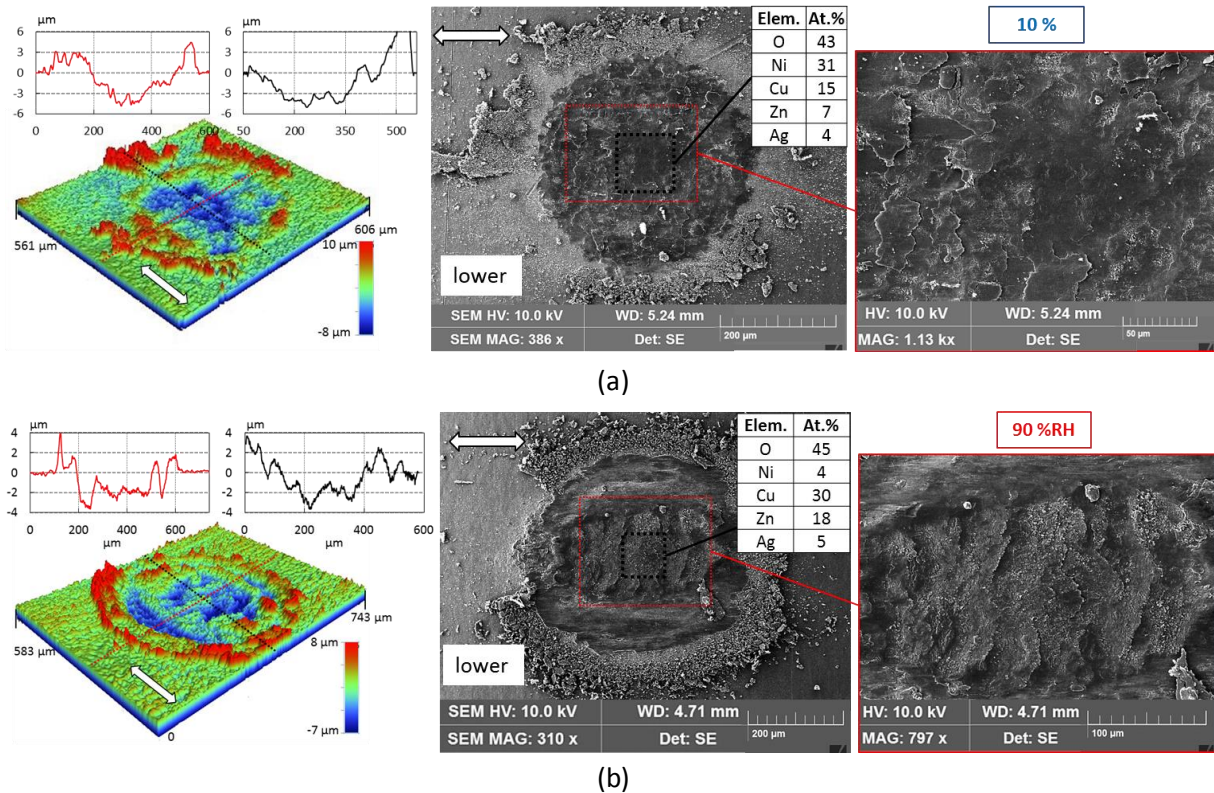 µm
6 6
3 3
0 0
-3 -3
-6 -6
0 200 400 600 50 200 350 500
561 µm
606 µm
10 µm
-8 µm
lower
Elem. At.%
O 43
Ni 31
Cu 15
Zn 7
Ag 4
SEM HV: 10.0 kV WD: 5.24 mm
200 µm
SEM MAG: 386 x Det: SE
10 %
HV: 10.0 kV WD: 5.24 mm
50 µm
MAG: 1.13 kx Det: SE
(a)
µm
4 4
2 2
0 0
-2 -2
-4 -4
0 200 400 600 0 100 200 300 400 500 600
µm µm
583 µm
743 µm
8 µm
-7 µm
0
lower
Elem. At.%
O 45
Ni 4
Cu 30
Zn 18
Ag 5
SEM HV: 10.0 kV WD: 4.71 mm
200 µm
SEM MAG: 310 x Det: SE
90 %RH
HV: 10.0 kV WD: 4.71 mm
100 µm
MAG: 797 x Det: SE
(b)